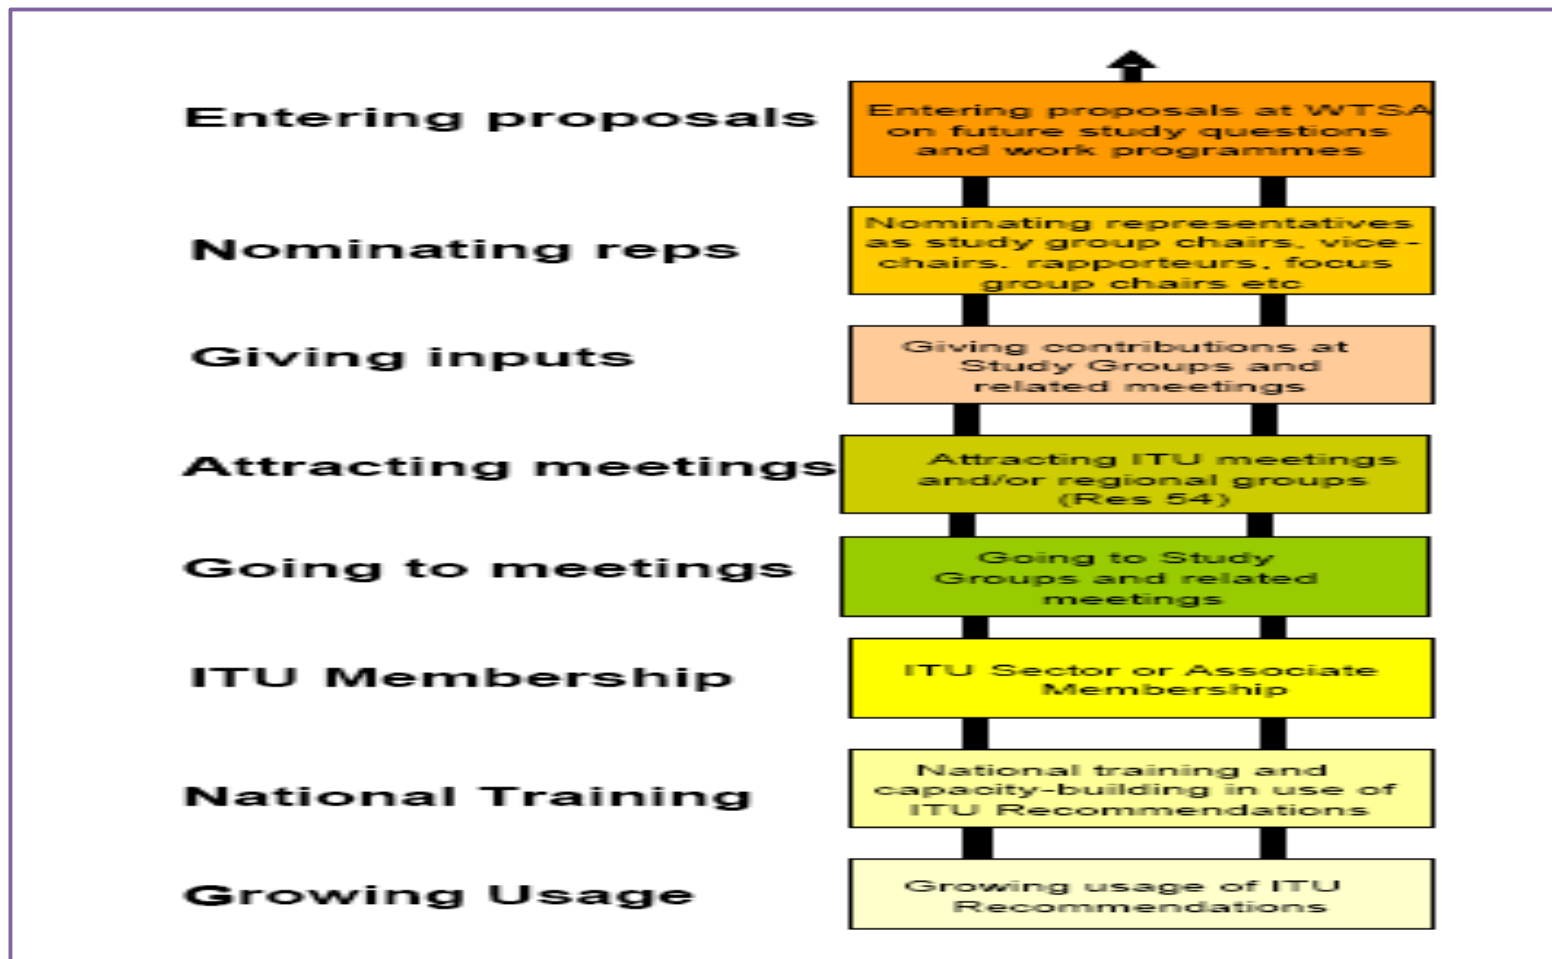 Entering proposals
Entering proposals at WTSA
on future study questions
and work programmes
Nominating reps
Nominating representatives
as study group chairs, vice-
chairs. rapporteurs, focus
group chairs etc
Giving inputs
Giving contributions at
Study Groups and
related meetings
Attracting meetings
Attracting ITU meetings
and/or regional groups
(Res 54)
Going to meetings
Going to Study
Groups and related
meetings
ITU Membership
ITU Sector or Associate
Membership
National Training
National training and
capacity-building in use of
ITU Recommendations
Growing Usage
Growing usage of ITU
Recommendations